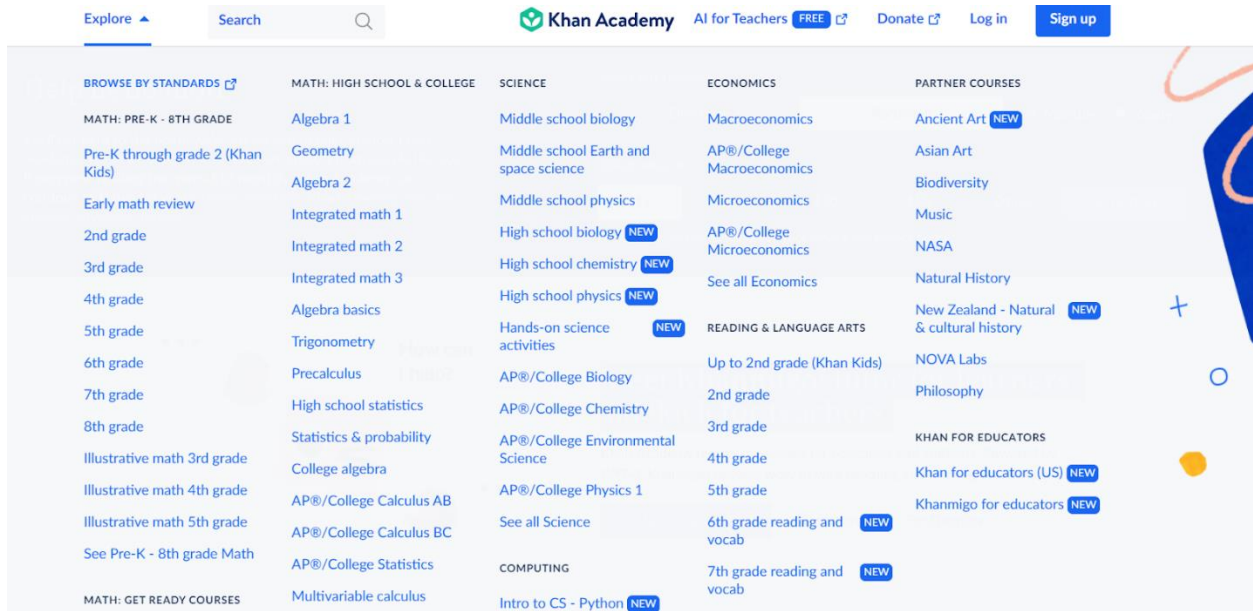 Explore
Search
Khan Academy
AI for Teachers FREE
Donate
Log in
Sign up
BROWSE BY STANDARDS
MATH: PRE-K - 8TH GRADE
Pre-K through grade 2 (Khan
Kids)
Early math review
2nd grade
3rd grade
4th grade
5th grade
6th grade
7th grade
8th grade
Illustrative math 3rd grade
Illustrative math 4th grade
Illustrative math 5th grade
See Pre-K - 8th grade Math
MATH: GET READY COURSES
MATH: HIGH SCHOOL & COLLEGE
Algebra 1
Geometry
Algebra 2
Integrated math 1
Integrated math 2
Integrated math 3
Algebra basics
Trigonometry
Precalculus
High school statistics
Statistics & probability
College algebra
AP®/College Calculus AB
AP®/College Calculus BC
AP®/College Statistics
Multivariable calculus
SCIENCE
Middle school biology
Middle school Earth and
space science
Middle school physics
High school biology NEW
High school chemistry NEW
High school physics NEW
Hands-on science NEW
activities
AP®/College Biology
AP®/College Chemistry
AP®/College Environmental
Science
AP®/College Physics 1
See all Science
COMPUTING
Intro to CS - Python NEW
ECONOMICS
Macroeconomics
AP®/College
Macroeconomics
Microeconomics
AP®/College
Microeconomics
See all Economics
READING & LANGUAGE ARTS
Up to 2nd grade (Khan Kids)
2nd grade
3rd grade
4th grade
5th grade
6th grade reading and NEW
vocab
7th grade reading and NEW
vocab
PARTNER COURSES
Ancient Art NEW
Asian Art
Biodiversity
Music
NASA
Natural History
New Zealand - Natural NEW
& cultural history
NOVA Labs
Philosophy
KHAN FOR EDUCATORS
Khan for educators (US) NEW
Khanmigo for educators NEW